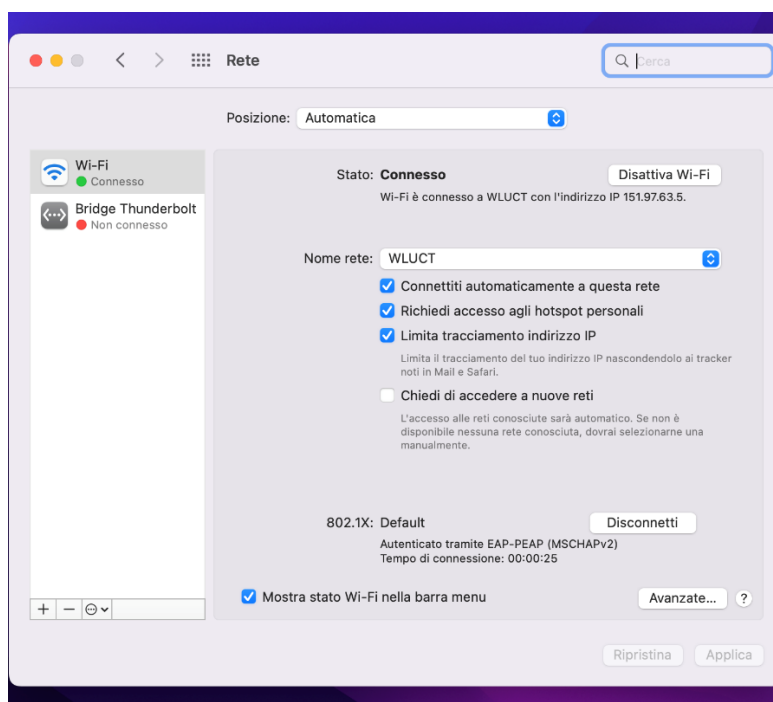 Rete
Cerca
Posizione: Automatica
Wi-Fi
Connesso
Bridge Thunderbolt
Non connesso
Stato: Connesso
Disattiva Wi-Fi
Wi-Fi è connesso a WLUCT con l'indirizzo IP 151.97.63.5.
Nome rete: WLUCT
Connettiti automaticamente a questa rete
Richiedi accesso agli hotspot personali
Limita tracciamento indirizzo IP
Limita il tracciamento del tuo indirizzo IP nascondendolo ai tracker
noti in Mail e Safari.
Chiedi di accedere a nuove reti
L'accesso alle reti conosciute sarà automatico. Se non è
disponibile nessuna rete conosciuta, dovrai selezionarne una
manualmente.
802.1X: Default
Disconnetti
Autenticato tramite EAP-PEAP (MSCHAPv2)
Tempo di connessione: 00:00:25
Mostra stato Wi-Fi nella barra menu
Avanzate...
?
Ripristina
Applica